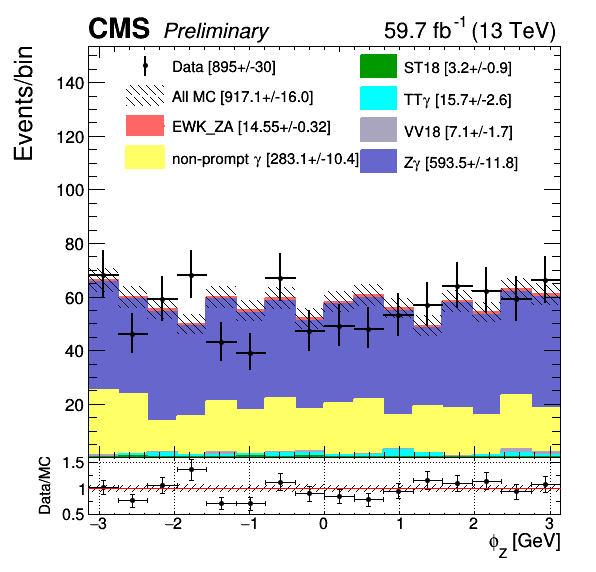 CMS Preliminary 59.7 fb⁻¹ (13 TeV)
Events/bin
140
120
100
80
60
40
20
Data [895+/-30]
All MC [917.1+/-16.0]
EWK_ZA [14.55+/-0.32]
non-prompt γ [283.1+/-10.4]
ST18 [3.2+/-0.9]
TTγ [15.7+/-2.6]
VV18 [7.1+/-1.7]
Zγ [593.5+/-11.8]
Data/MC
1.5
1
0.5
−3 −2 −1 0 1 2 3
ϕ_Z [GeV]